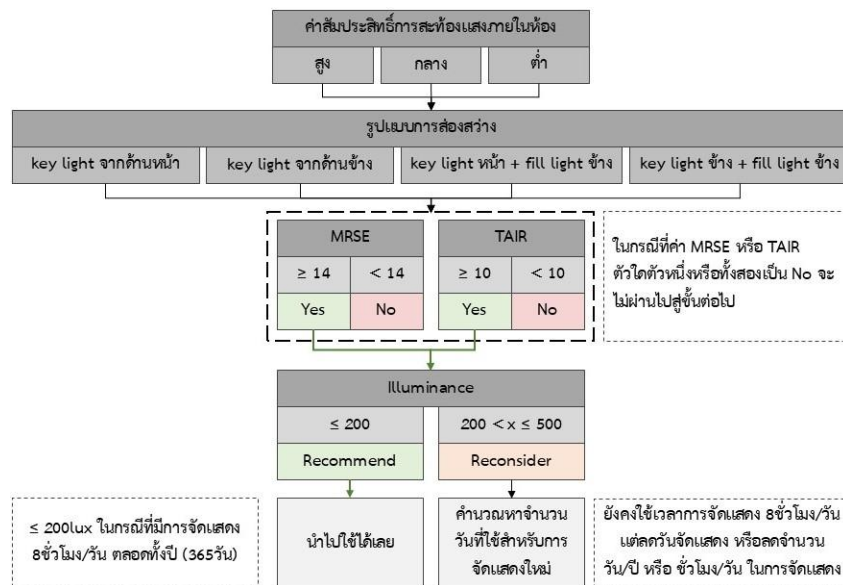 ค่าสัมประสิทธิ์การสะท้องแสงภายในห้อง
สูง กลาง ต่ำ
รูปแบบการส่องสว่าง
key light จากด้านหน้า key light จากด้านข้าง key light หน้า + fill light ข้าง key light ข้าง + fill light ข้าง
MRSE TAIR
≥ 14 < 14 ≥ 10 < 10
Yes No Yes No
ในกรณีที่ค่า MRSE หรือ TAIR
ตัวใดตัวหนึ่งหรือทั้งสองเป็น No จะ
ไม่ผ่านไปสู่ขั้นต่อไป
Illuminance
≤ 200 200 < x ≤ 500
Recommend Reconsider
≤ 200lux ในกรณีที่มีการจัดแสดง
8ชั่วโมง/วัน ตลอดทั้งปี (365วัน)
นำไปใช้ได้เลย
คำนวณหาจำนวน
วันที่ใช้สำหรับการ
จัดแสดงใหม่
ยังคงใช้เวลาการจัดแสดง 8ชั่วโมง/วัน
แต่ลดวันจัดแสดง หรือลดจำนวน
วัน/ปี หรือ ชั่วโมง/วัน ในการจัดแสดง